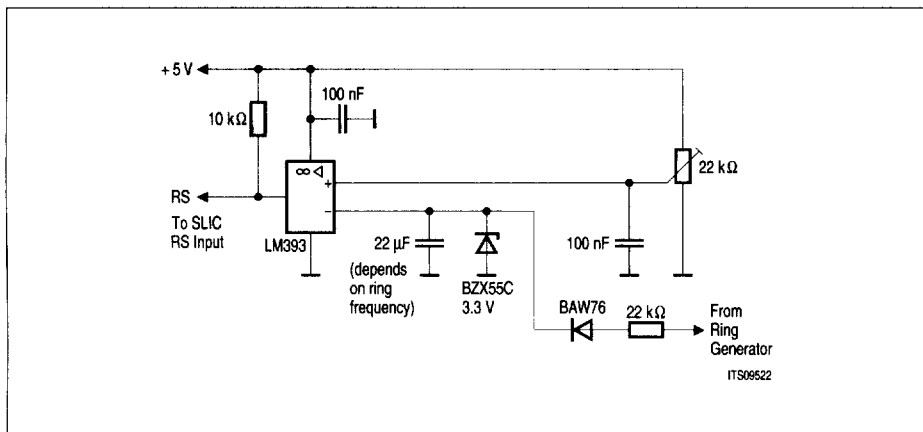 + 5 V
100 nF
10 kΩ
22 kΩ
∞
+
RS
−
To SLIC
RS Input
LM393
22 µF
(depends
on ring
frequency)
BZX55C
3.3 V
100 nF
BAW76
22 kΩ
From
Ring
Generator
ITS09522